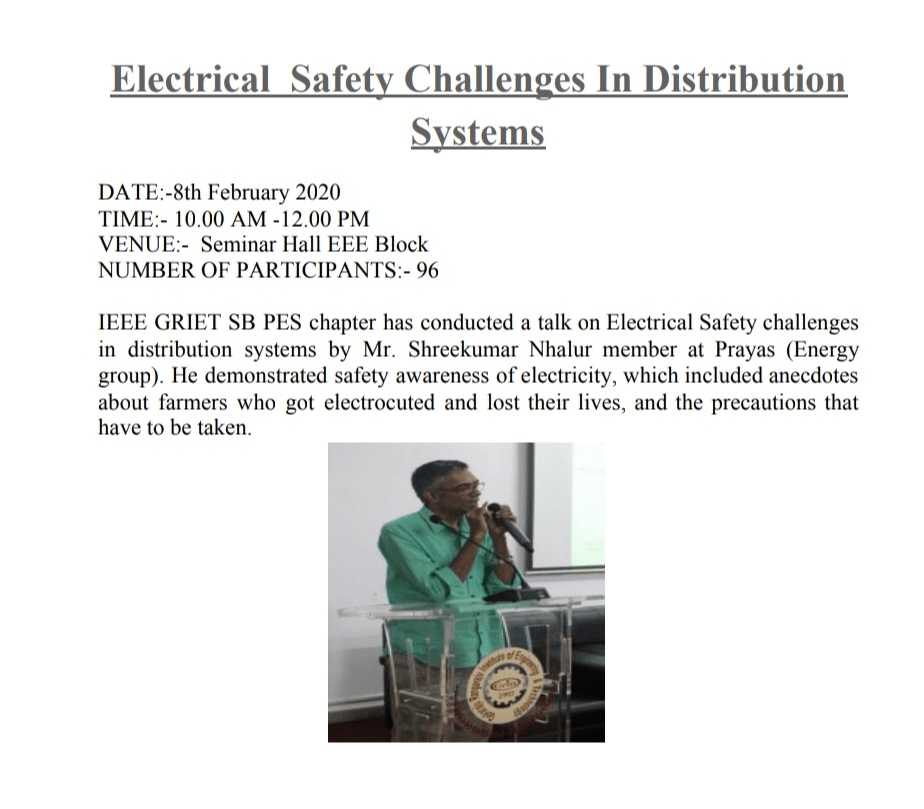 Electrical  Safety Challenges In Distribution
Systems
DATE:-8th February 2020
TIME:- 10.00 AM -12.00 PM
VENUE:-  Seminar Hall EEE Block
NUMBER OF PARTICIPANTS:- 96
IEEE GRIET SB PES chapter has conducted a talk on Electrical Safety challenges
in distribution systems by Mr. Shreekumar Nhalur member at Prayas (Energy
group). He demonstrated safety awareness of electricity, which included anecdotes
about farmers who got electrocuted and lost their lives, and the precautions that
have to be taken.
Rangaraju Institute of Engineering & Technology